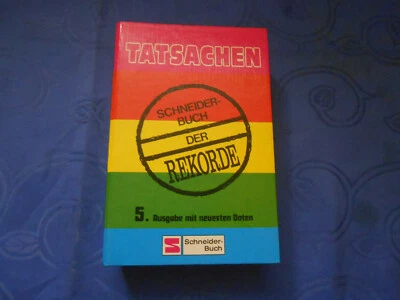 TATSACHEN
SCHNEIDER-
BUCH
DER
REKORDE
5. Ausgabe mit neuesten Daten
Schneider-
Buch